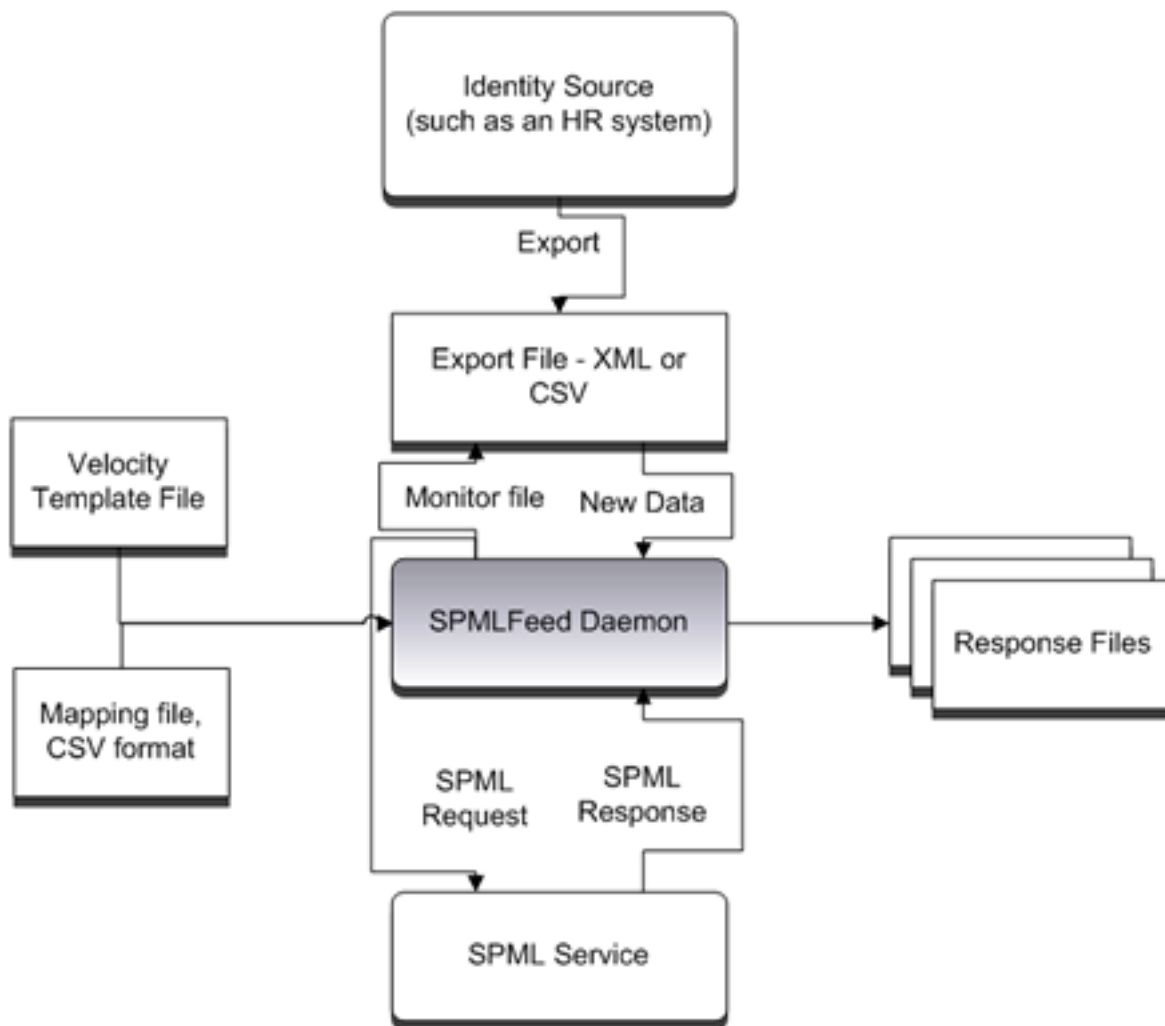 Identity Source
(such as an HR system)
Export
Export File - XML or
CSV
Velocity
Template File
Monitor file
New Data
SPMLFeed Daemon
Response Files
Mapping file,
CSV format
SPML
Request
SPML
Response
SPML Service